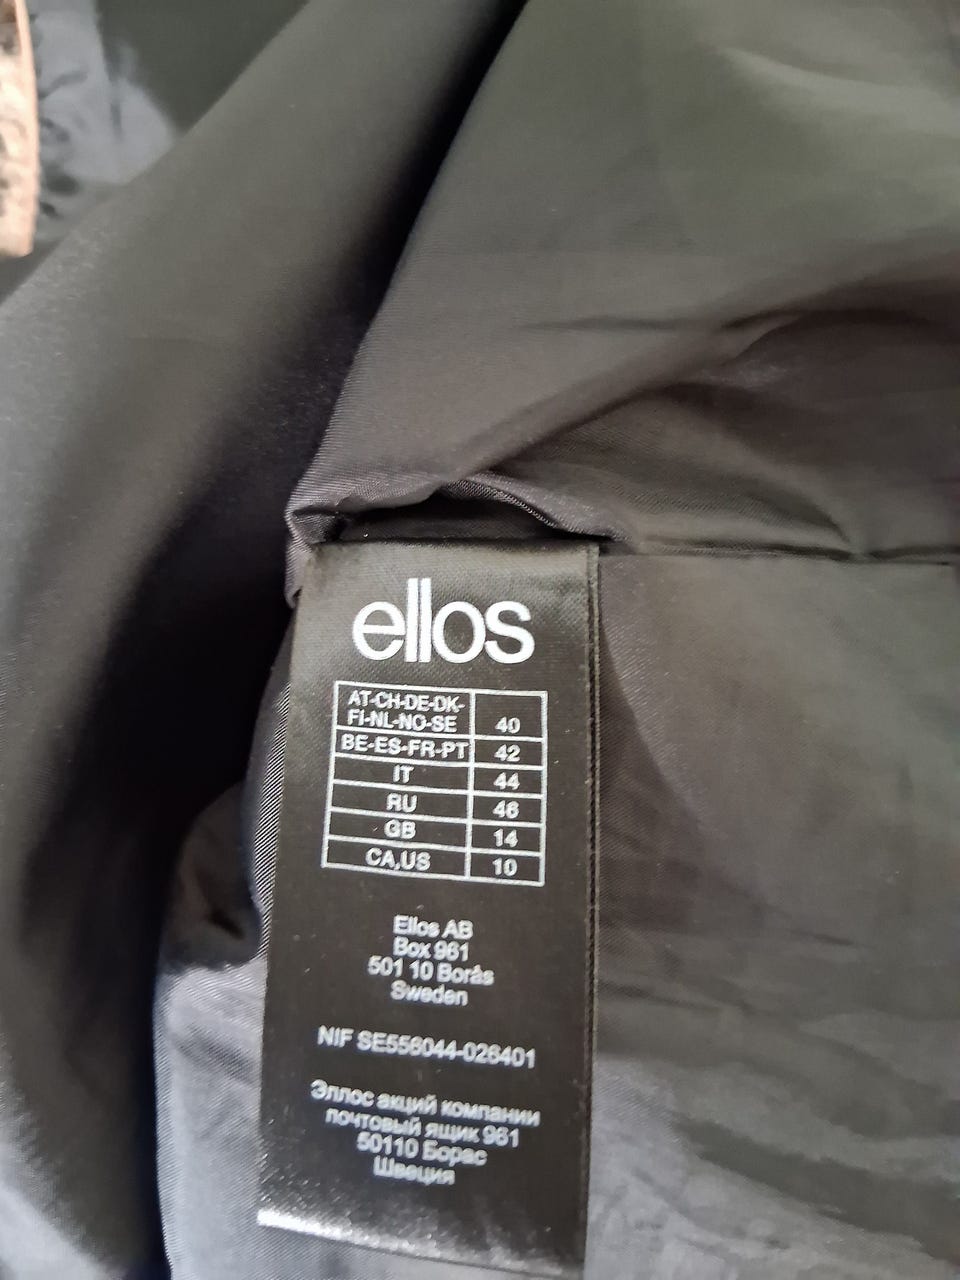 ellos
AT-CH-DE-DK-
FI-NL-NO-SE 40
BE-ES-FR-PT 42
IT 44
RU 46
GB 14
CA,US 10
Ellos AB
Box 961
501 10 Borås
Sweden
NIF SE556044-026401
Эллос акций компании
почтовый ящик 961
50110 Борас
Швеция